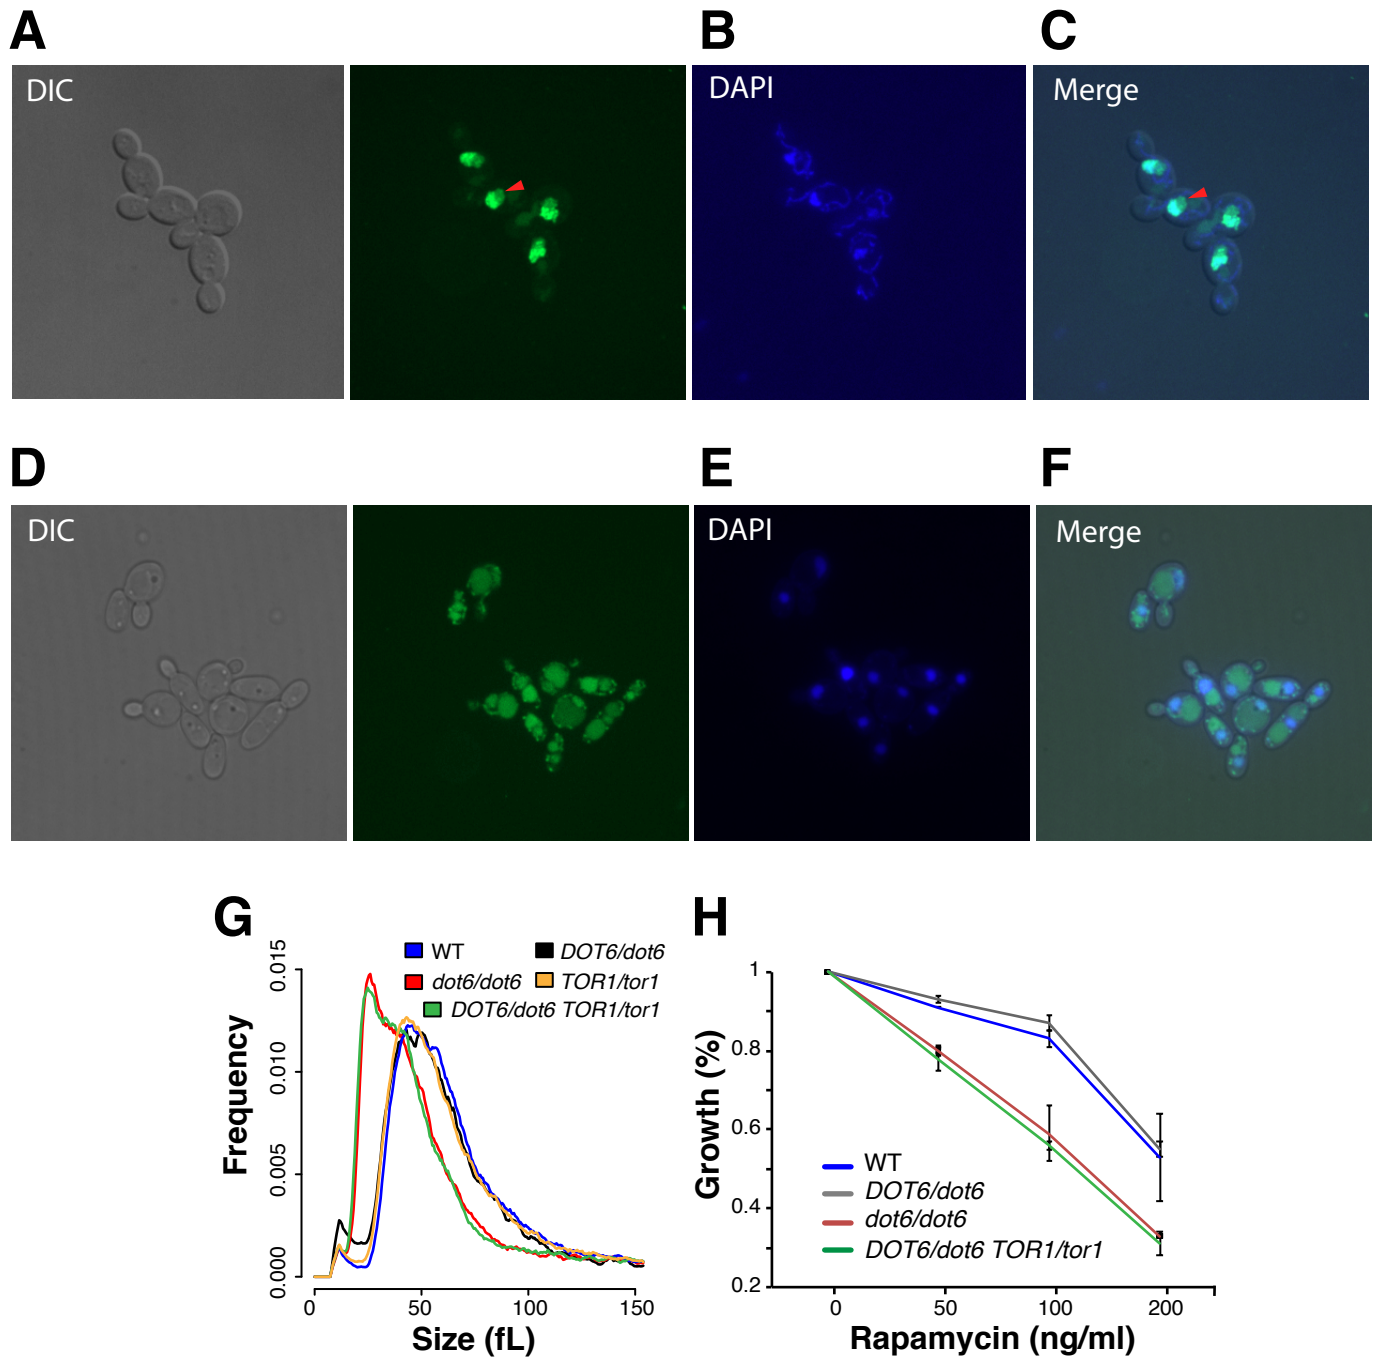 A
B
C
DIC
DAPI
Merge
D
E
F
DIC
DAPI
Merge
G
H
WT
DOT6/dot6
dot6/dot6
TOR1/tor1
DOT6/dot6 TOR1/tor1
Frequency
0.015
0.010
0.005
0.000
0
50
100
150
Size (fL)
Growth (%)
1
0.8
0.6
0.4
0.2
WT
DOT6/dot6
dot6/dot6
DOT6/dot6 TOR1/tor1
0
50
100
200
Rapamycin (ng/ml)